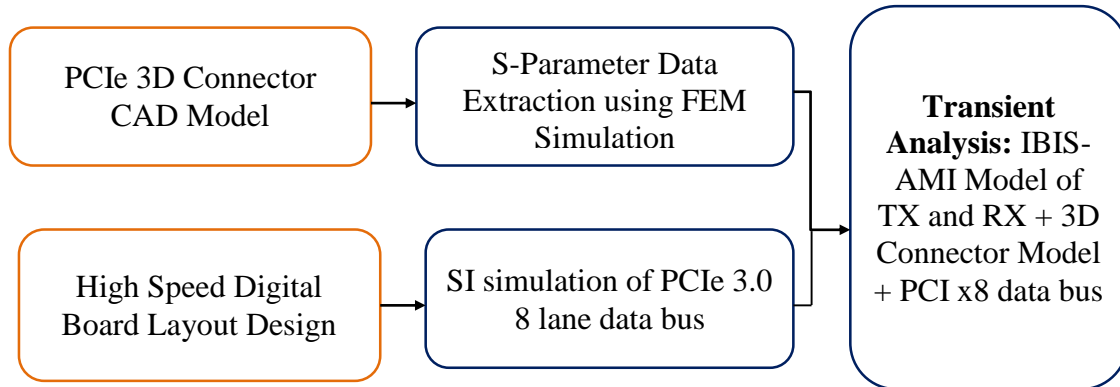 PCIe 3D Connector
CAD Model
S-Parameter Data
Extraction using FEM
Simulation
High Speed Digital
Board Layout Design
SI simulation of PCIe 3.0
8 lane data bus
Transient
Analysis: IBIS-
AMI Model of
TX and RX + 3D
Connector Model
+ PCI x8 data bus